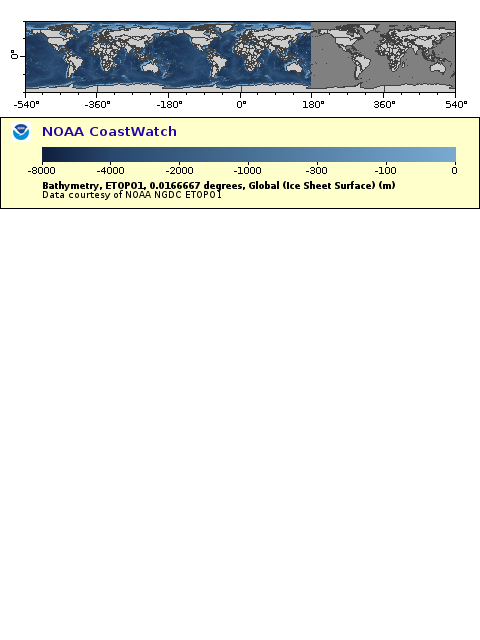 0°
-540° -360° -180° 0° 180° 360° 540°
NOAA CoastWatch
-8000 -4000 -2000 -1000 -300 -100 0
Bathymetry, ETOPO1, 0.0166667 degrees, Global (Ice Sheet Surface) (m)
Data courtesy of NOAA NGDC ETOPO1